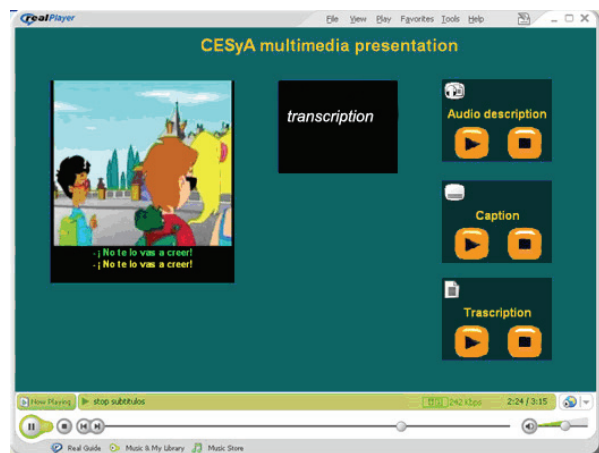 realPlayer
File View Play Favorites Tools Help
CESyA multimedia presentation
transcription
Audio description
- ¡ No te lo vas a creer!
- ¡ No te lo vas a creer!
Caption
Trascription
Now Playing stop subtitulos 242 kbps 2:24 / 3:15
Real Guide Music & My Library Music Store